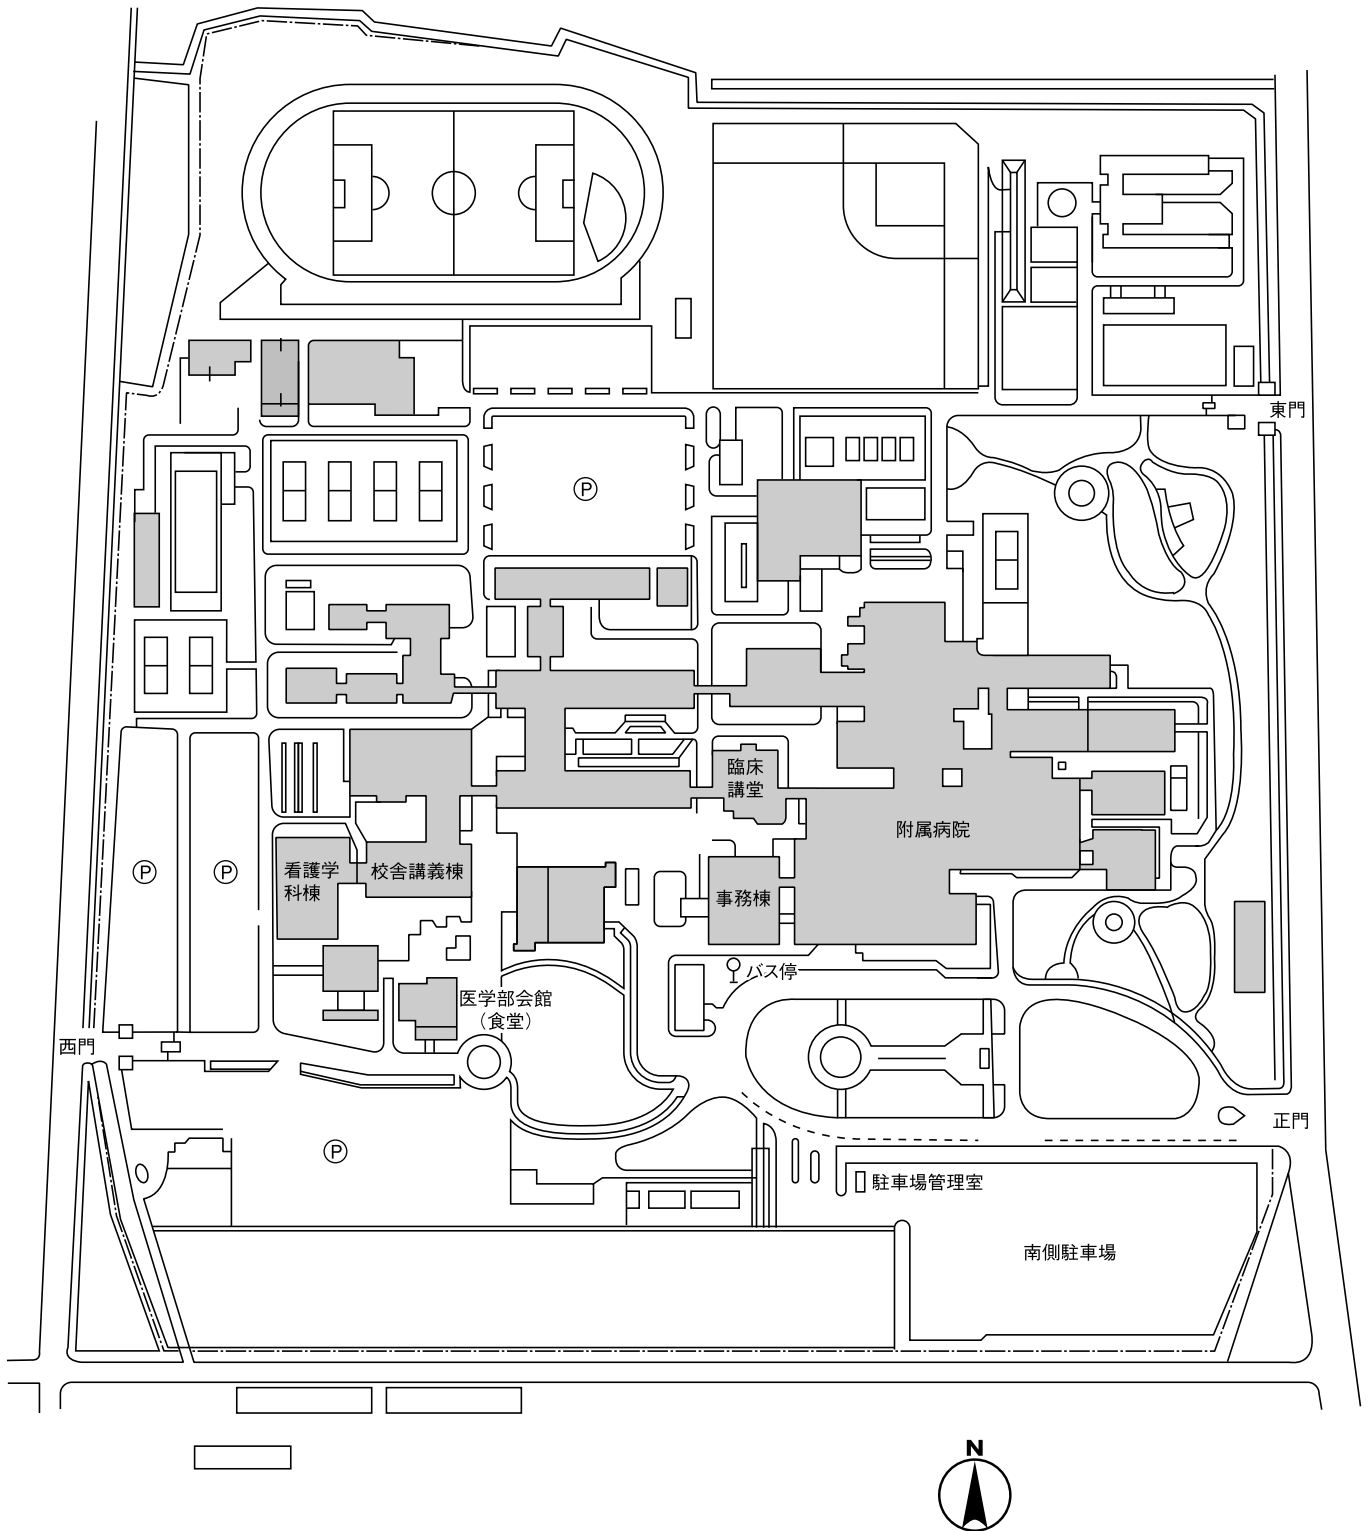 東門
Ⓟ
臨床
講堂
附属病院
Ⓟ
Ⓟ
看護学
科棟
校舎講義棟
事務棟
バス停
医学部会館
（食堂）
西門
正門
Ⓟ
駐車場管理室
南側駐車場
N